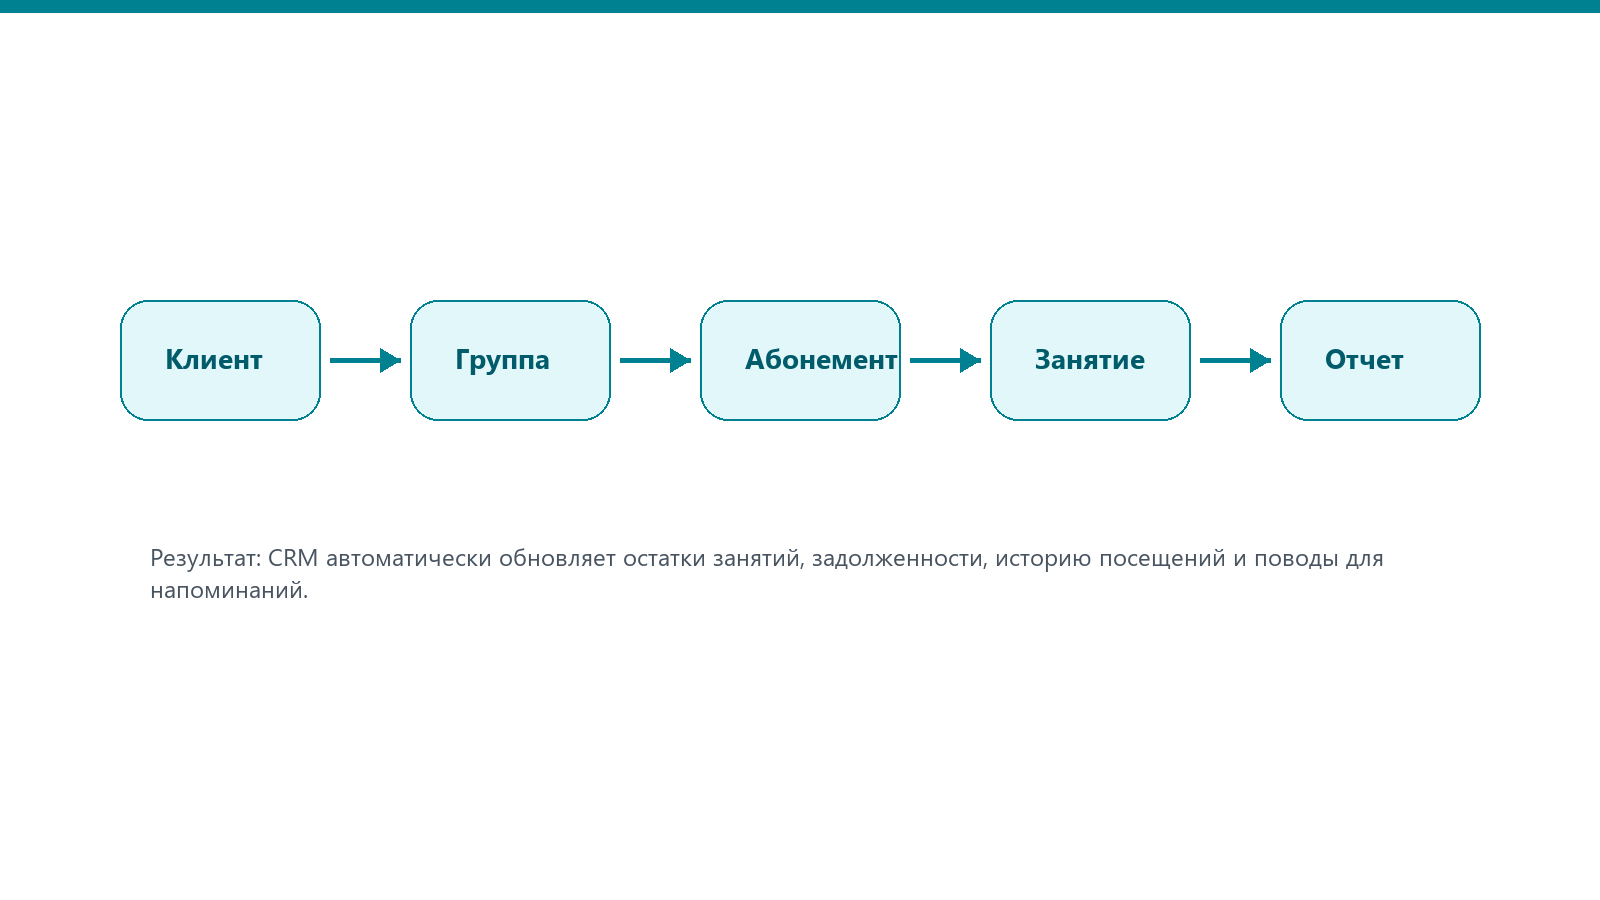 Клиент
Группа
Абонемент
Занятие
Отчет
Результат: CRM автоматически обновляет остатки занятий, задолженности, историю посещений и поводы для
напоминаний.